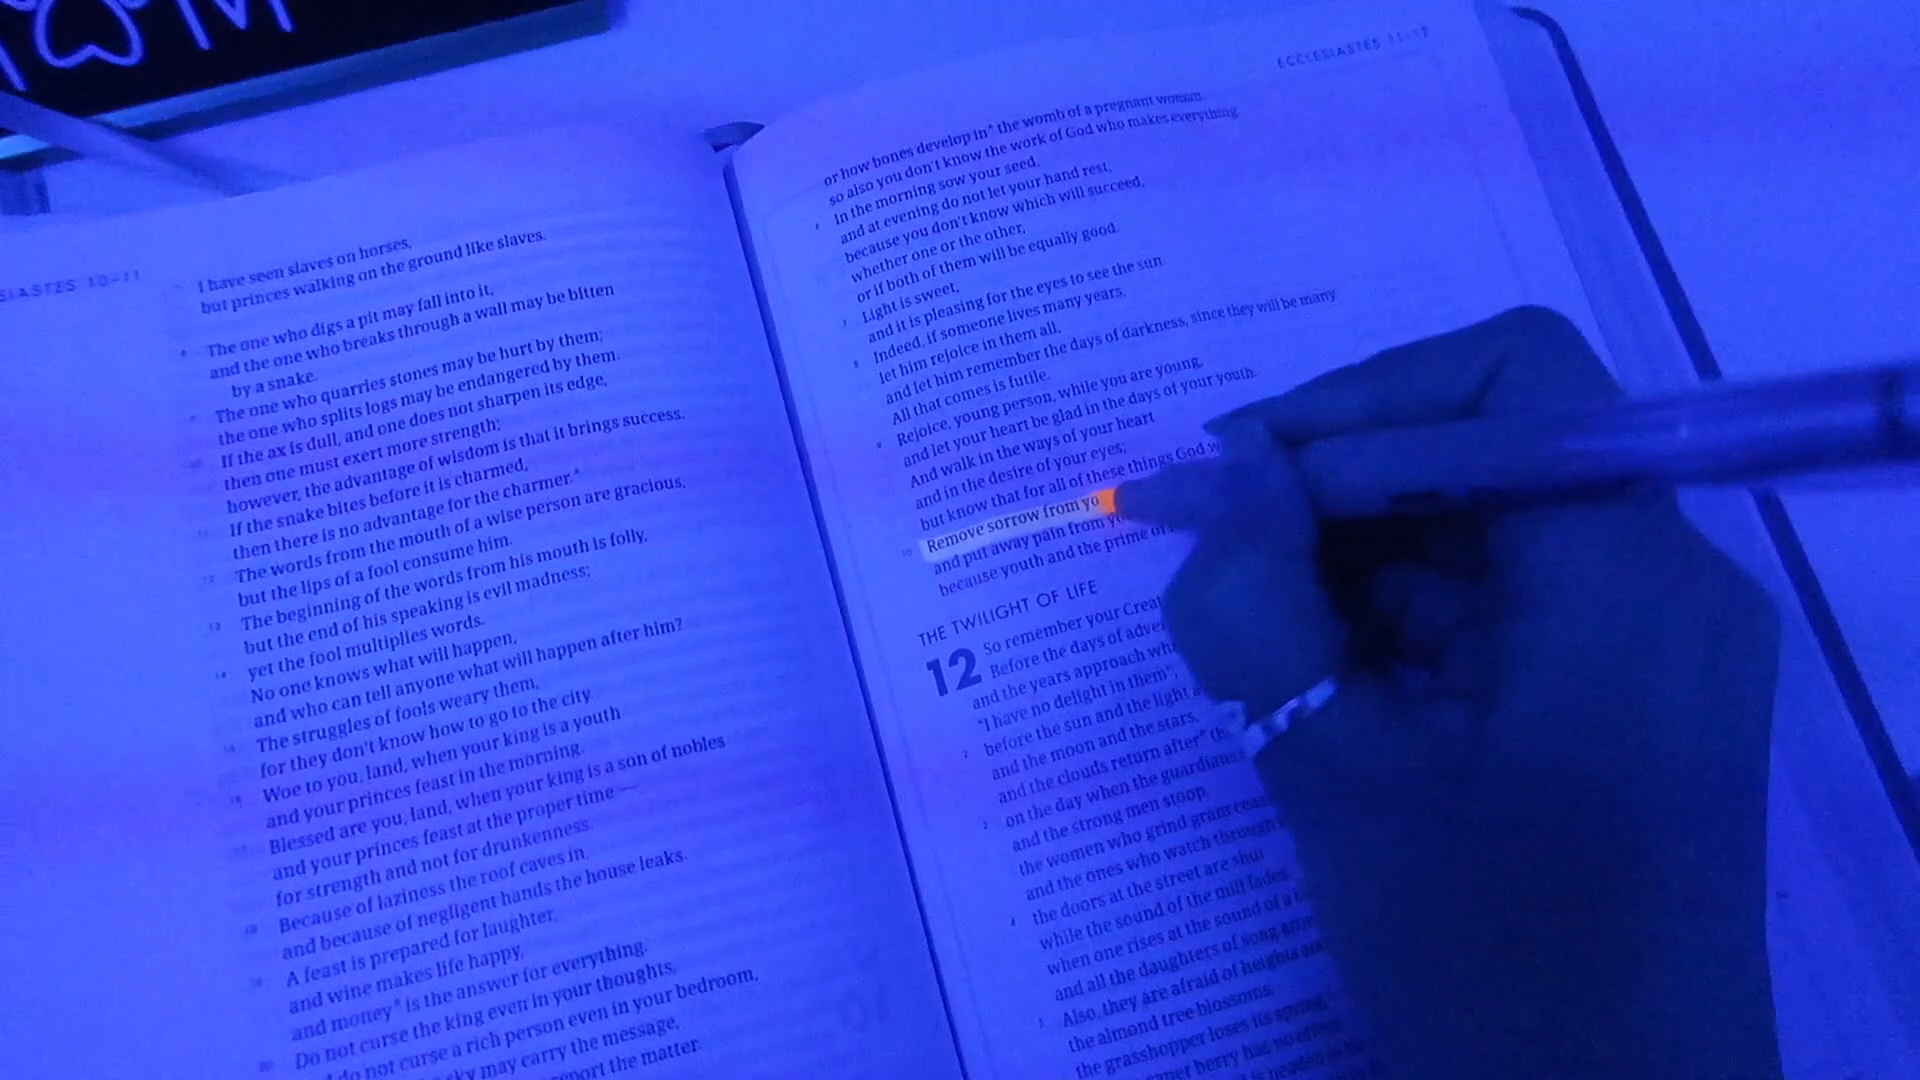 10-11
I have seen slaves on horses,
but princes walking on the ground like slaves.
The one who digs a pit may fall into it,
and the one who breaks through a wall may be bitten
by a snake.
The one who quarries stones may be hurt by them;
the one who splits logs may be endangered by them.
If the ax is dull, and one does not sharpen its edge,
then one must exert more strength;
however, the advantage of wisdom is that it brings success.
If the snake bites before it is charmed,
then there is no advantage for the charmer.
The words from the mouth of a wise person are gracious,
but the lips of a fool consume him.
The beginning of the words from his mouth is folly,
but the end of his speaking is evil madness;
yet the fool multiplies words.
No one knows what will happen,
and who can tell anyone what will happen after him?
The struggles of fools weary them,
for they don't know how to go to the city.
Woe to you, land, when your king is a youth
and your princes feast in the morning.
Blessed are you, land, when your king is a son of nobles
and your princes feast at the proper time —
for strength and not for drunkenness.
Because of laziness the roof caves in,
and because of negligent hands the house leaks.
A feast is prepared for laughter,
and wine makes life happy,
and money is the answer for everything.
Do not curse the king even in your thoughts,
do not curse a rich person even in your bedroom,
may carry the message,
the matter.
ECCLESIASTES 11-12
or how bones develop in the womb of a pregnant woman,
so also you don't know the work of God who makes everything.
In the morning sow your seed,
and at evening do not let your hand rest,
because you don't know which will succeed,
whether one or the other,
or if both of them will be equally good.
7 Light is sweet,
and it is pleasing for the eyes to see the sun.
8 Indeed, if someone lives many years,
let him rejoice in them all,
and let him remember the days of darkness, since they will be many.
All that comes is futile.
9 Rejoice, young person, while you are young,
and let your heart be glad in the days of your youth.
And walk in the ways of your heart
and in the desire of your eyes;
but know that for all of these things God w
10 Remove sorrow from yo
and put away pain from
because youth and the prime of
THE TWILIGHT OF LIFE
12 So remember your Creat
Before the days of adve
and the years approach wh
"I have no delight in them";
2 before the sun and the light
and the moon and the stars,
and the clouds return after th
3 on the day when the guardians
and the strong men stoop,
the women who grind grain cease
and the ones who watch through
4 the doors at the street are shut
while the sound of the mill fades;
when one rises at the sound of a
and all the daughters of song
5 Also, they are afraid of heights
the almond tree blossoms,
the grasshopper loses its spring,
berry has no